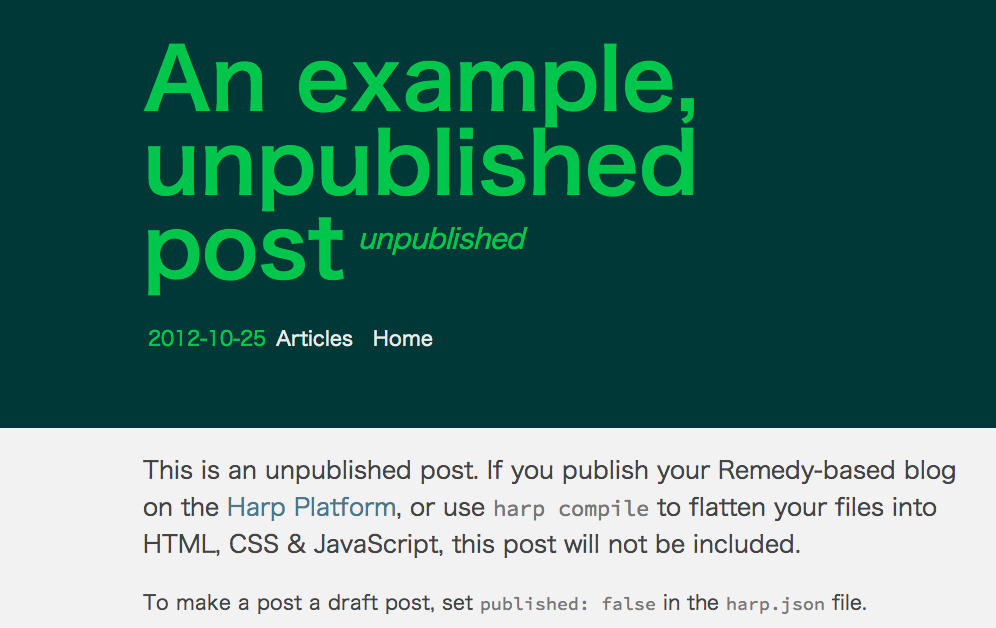 An example,
unpublished
post unpublished
2012-10-25 Articles Home
This is an unpublished post. If you publish your Remedy-based blog
on the Harp Platform, or use harp compile to flatten your files into
HTML, CSS & JavaScript, this post will not be included.
To make a post a draft post, set published: false in the harp.json file.